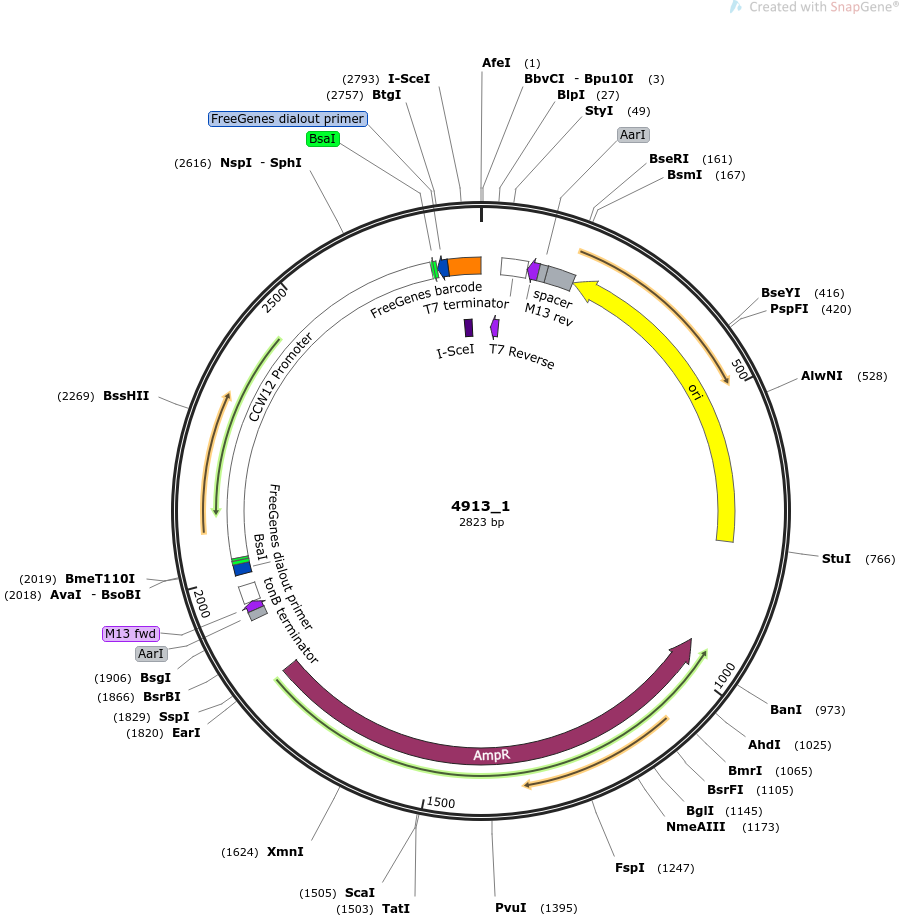 Created with SnapGene®
AfeI (1)
(2793) I-SceI
BbvCI - Bpu10I (3)
(2757) BtgI
BlpI (27)
FreeGenes dialout primer
StyI (49)
BsaI
AarI
(2616) NspI - SphI
BseRI (161)
BsmI (167)
FreeGenes barcode
T7 terminator
spacer
M13 rev
I-SceI
T7 Reverse
2500
BseYI (416)
PspFI (420)
CCW12 Promoter
500
AlwNI (528)
ori
(2269) BssHII
4913_1
2823 bp
FreeGenes dialout primer
BsaI
StuI (766)
(2019) BmeT110I
(2018) AvaI - BsoBI
2000
tonB terminator
M13 fwd
AarI
(1906) BsgI
(1866) BsrBI
(1829) SspI
(1820) EarI
1000
BanI (973)
AhdI (1025)
AmpR
BmrI (1065)
BsrFI (1105)
1500
BglI (1145)
NmeAIII (1173)
(1624) XmnI
FspI (1247)
(1505) ScaI
(1503) TatI
PvuI (1395)